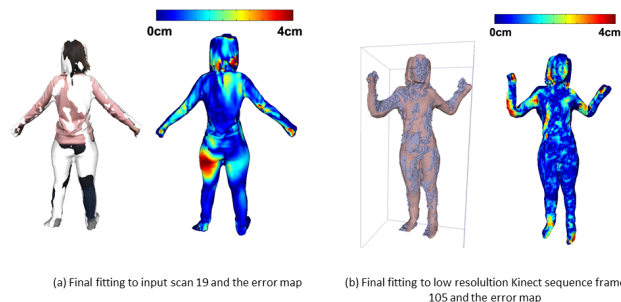 0cm 4cm
0cm 4cm
(a) Final fitting to input scan 19 and the error map
(b) Final fitting to low resolultion Kinect sequence frame
105 and the error map